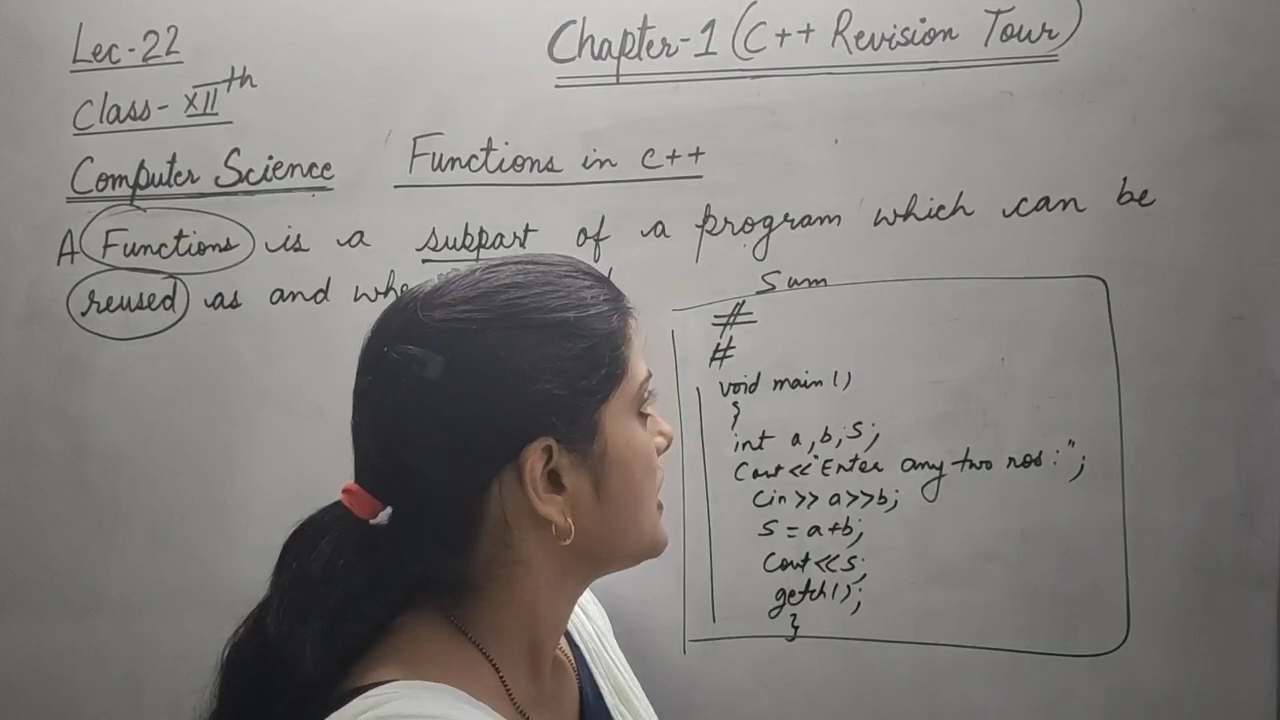 Lec-22
Chapter-1 (C++ Revision Tour)
Class- XIIth
Computer Science
Functions in C++
A Functions is a subpart of a program which can be
reused as and whe
Sum
#
#
void main()
{
int a,b,s;
Cout<<"Enter any two nos:";
Cin>> a>>b;
S = a+b;
Cout<<s;
getch();
}